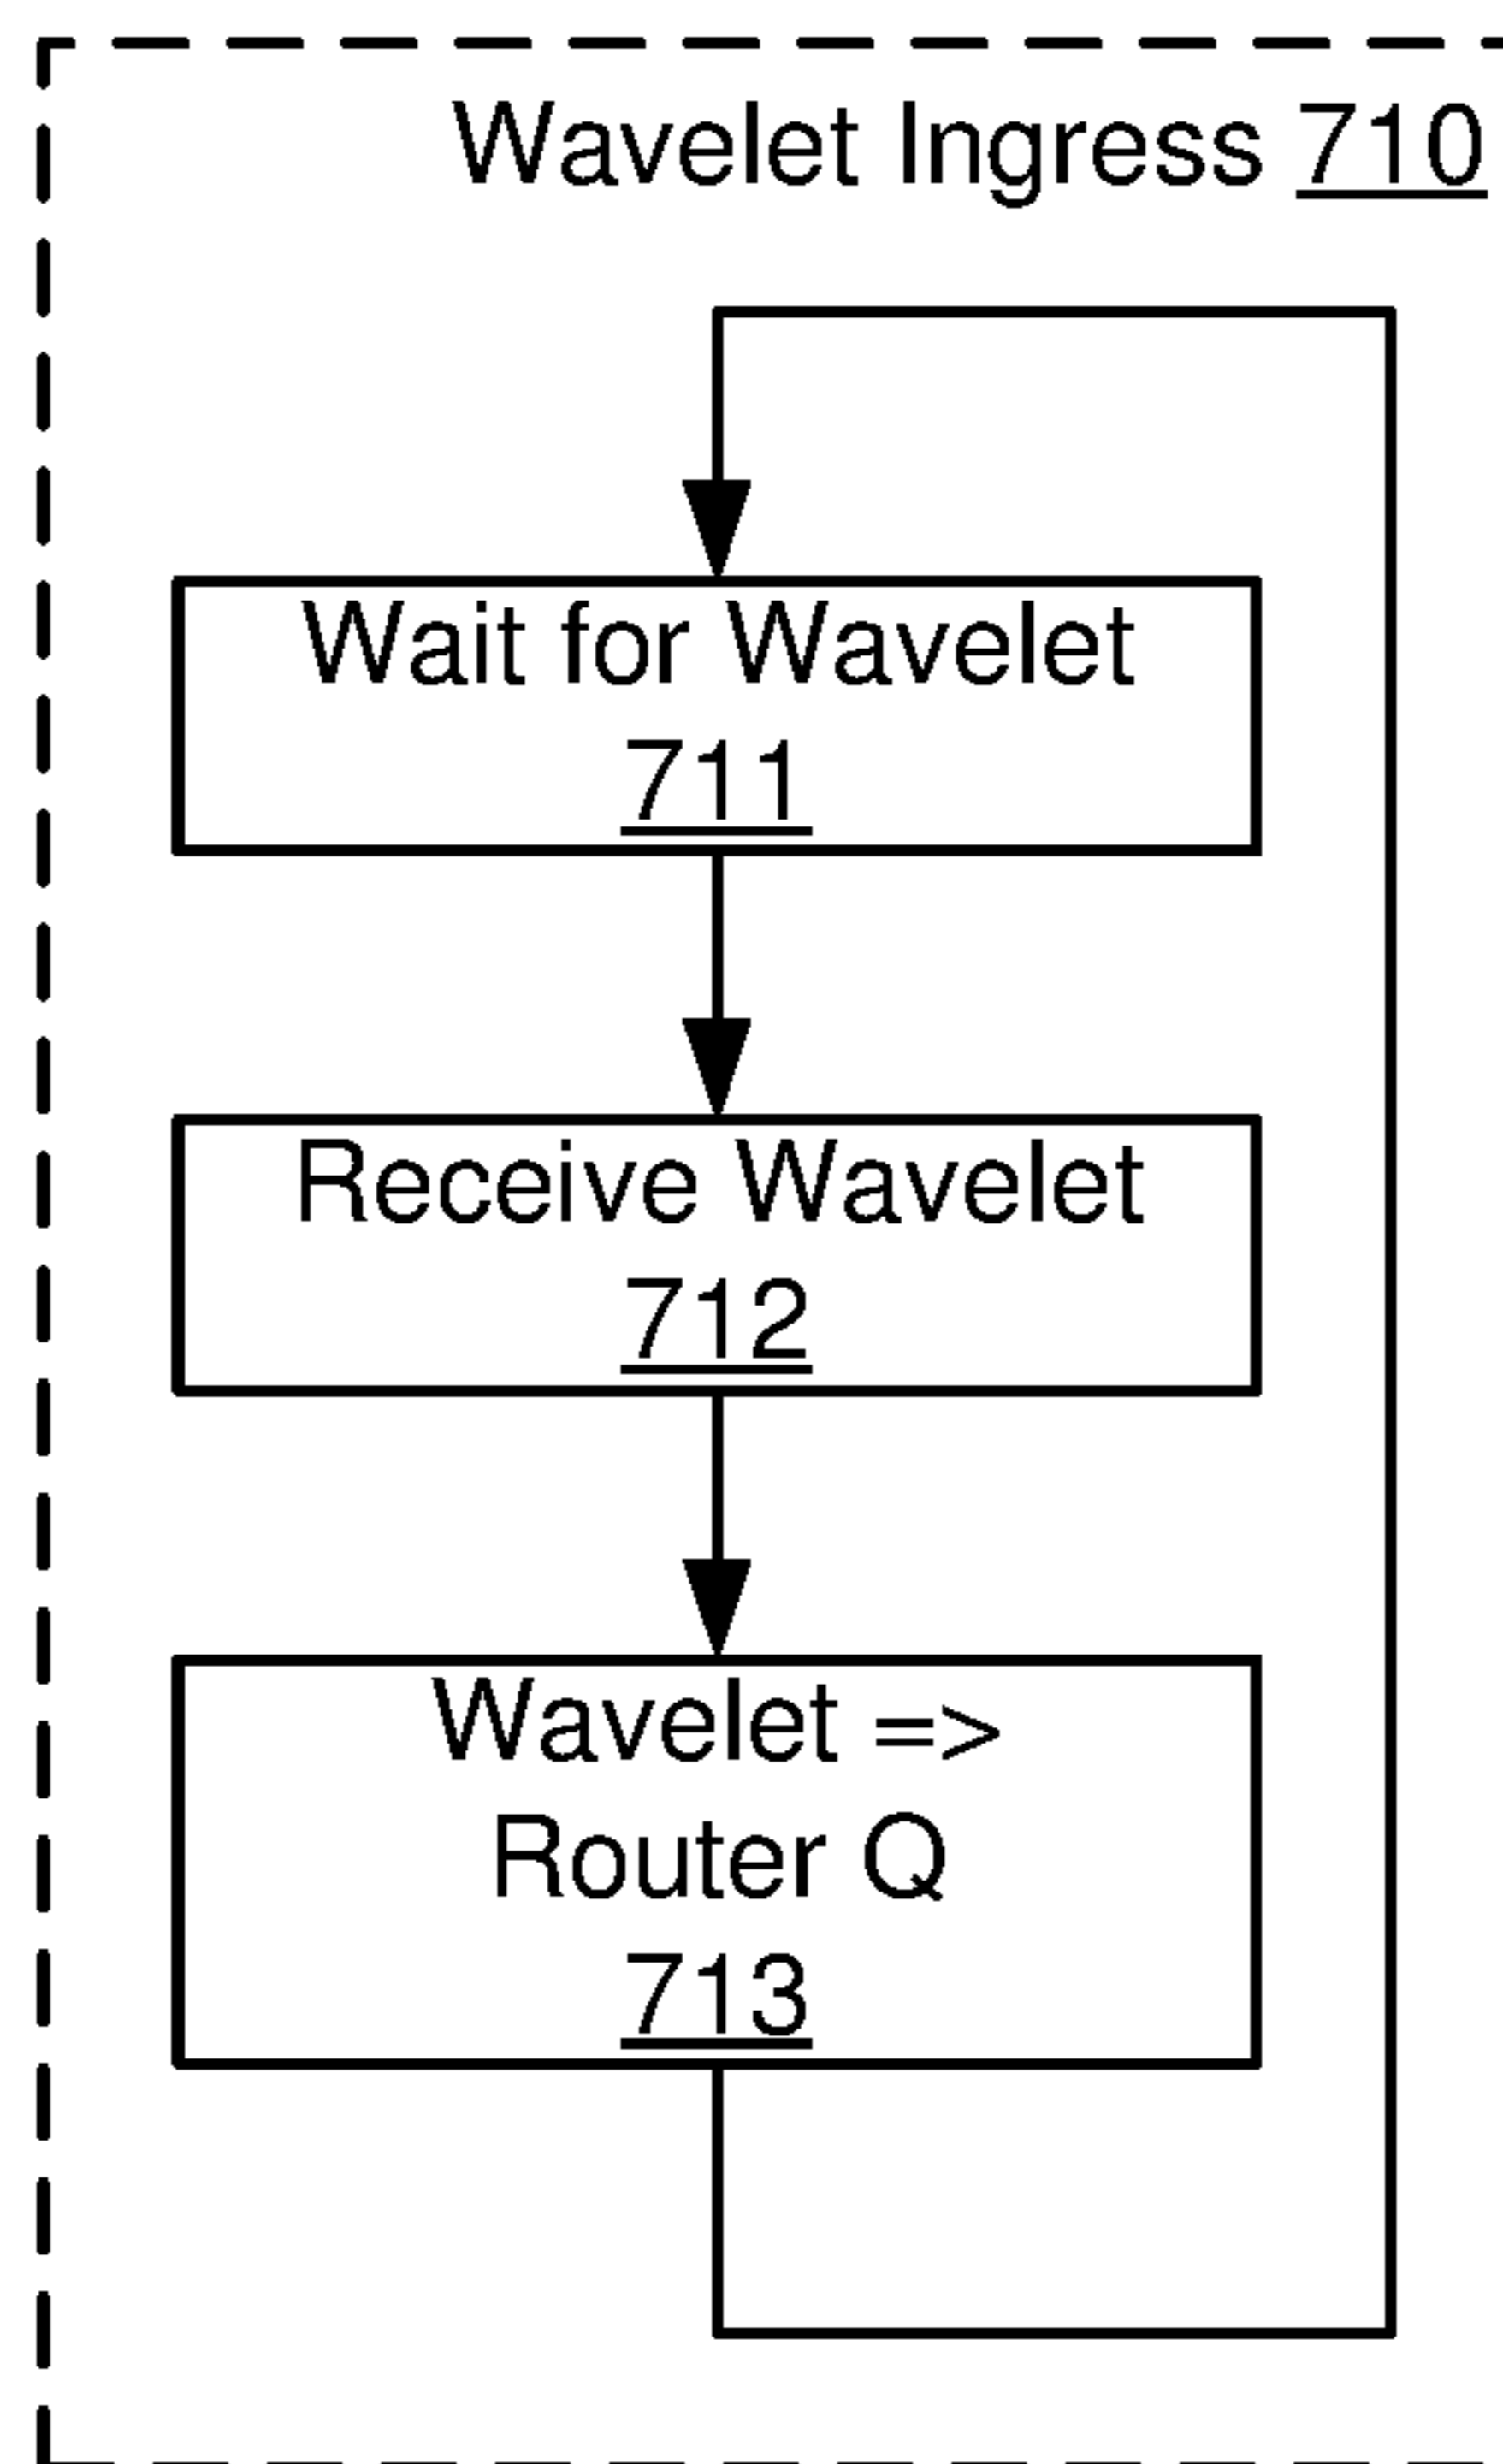 Wavelet Ingress 710
Wait for Wavelet
711
Receive Wavelet
712
Wavelet =>
Router Q
713